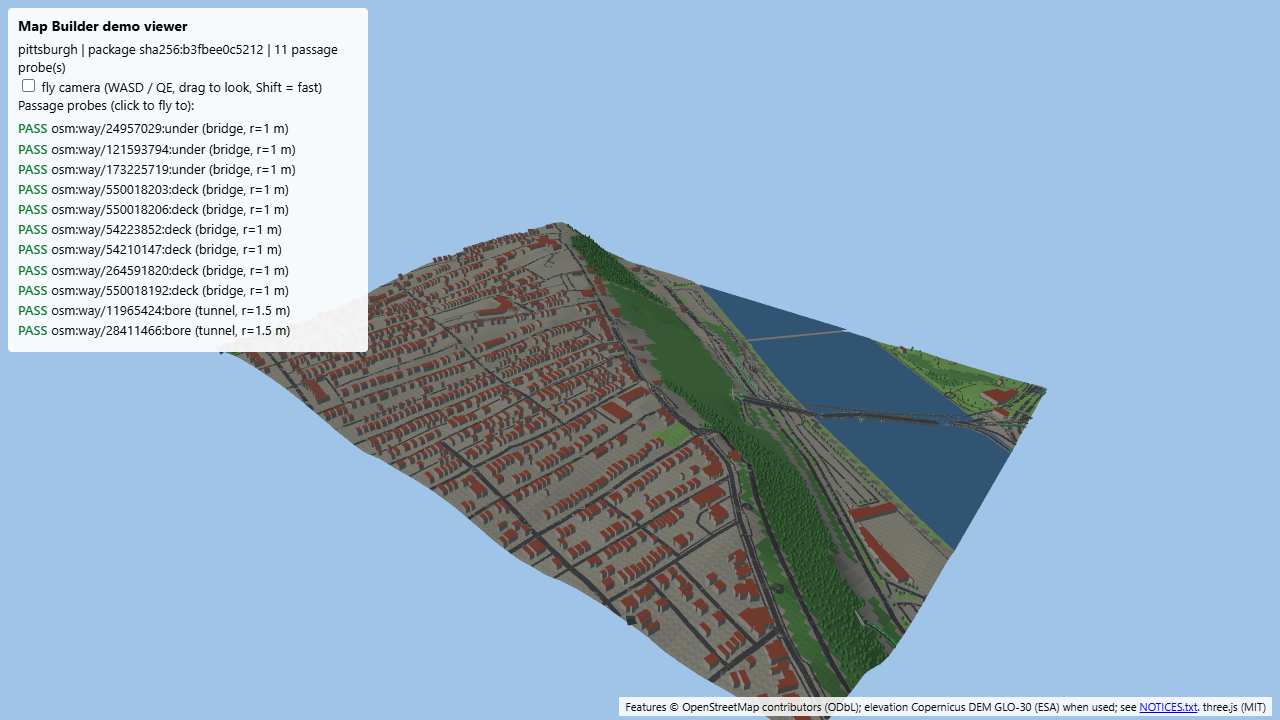 Map Builder demo viewer
pittsburgh | package sha256:b3fbee0c5212 | 11 passage
probe(s)
fly camera (WASD / QE, drag to look, Shift = fast)
Passage probes (click to fly to):
PASS osm:way/24957029:under (bridge, r=1 m)
PASS osm:way/121593794:under (bridge, r=1 m)
PASS osm:way/173225719:under (bridge, r=1 m)
PASS osm:way/550018203:deck (bridge, r=1 m)
PASS osm:way/550018206:deck (bridge, r=1 m)
PASS osm:way/54223852:deck (bridge, r=1 m)
PASS osm:way/54210147:deck (bridge, r=1 m)
PASS osm:way/264591820:deck (bridge, r=1 m)
PASS osm:way/550018192:deck (bridge, r=1 m)
PASS osm:way/11965424:bore (tunnel, r=1.5 m)
PASS osm:way/28411466:bore (tunnel, r=1.5 m)
Features © OpenStreetMap contributors (ODbL); elevation Copernicus DEM GLO-30 (ESA) when used; see NOTICES.txt. three.js (MIT)